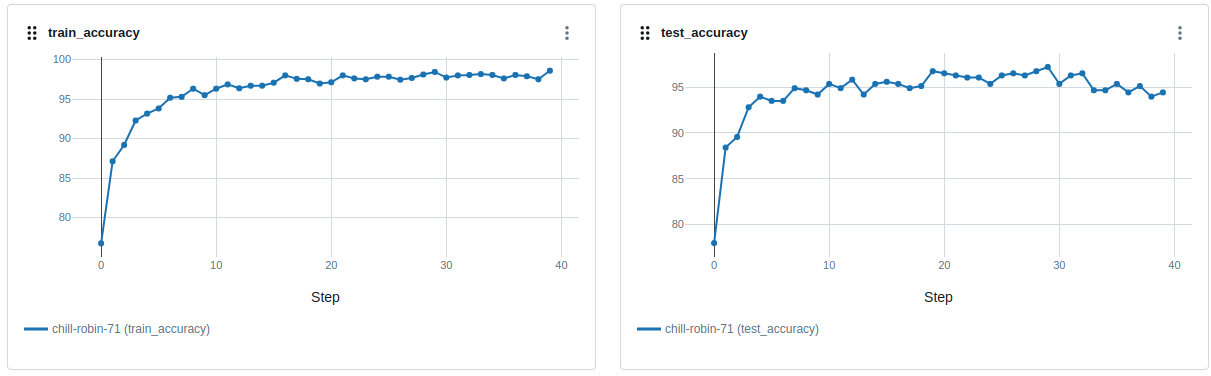 train_accuracy
100
95
90
85
80
0 10 20 30 40
Step
chill-robin-71 (train_accuracy)
test_accuracy
95
90
85
80
0 10 20 30 40
Step
chill-robin-71 (test_accuracy)